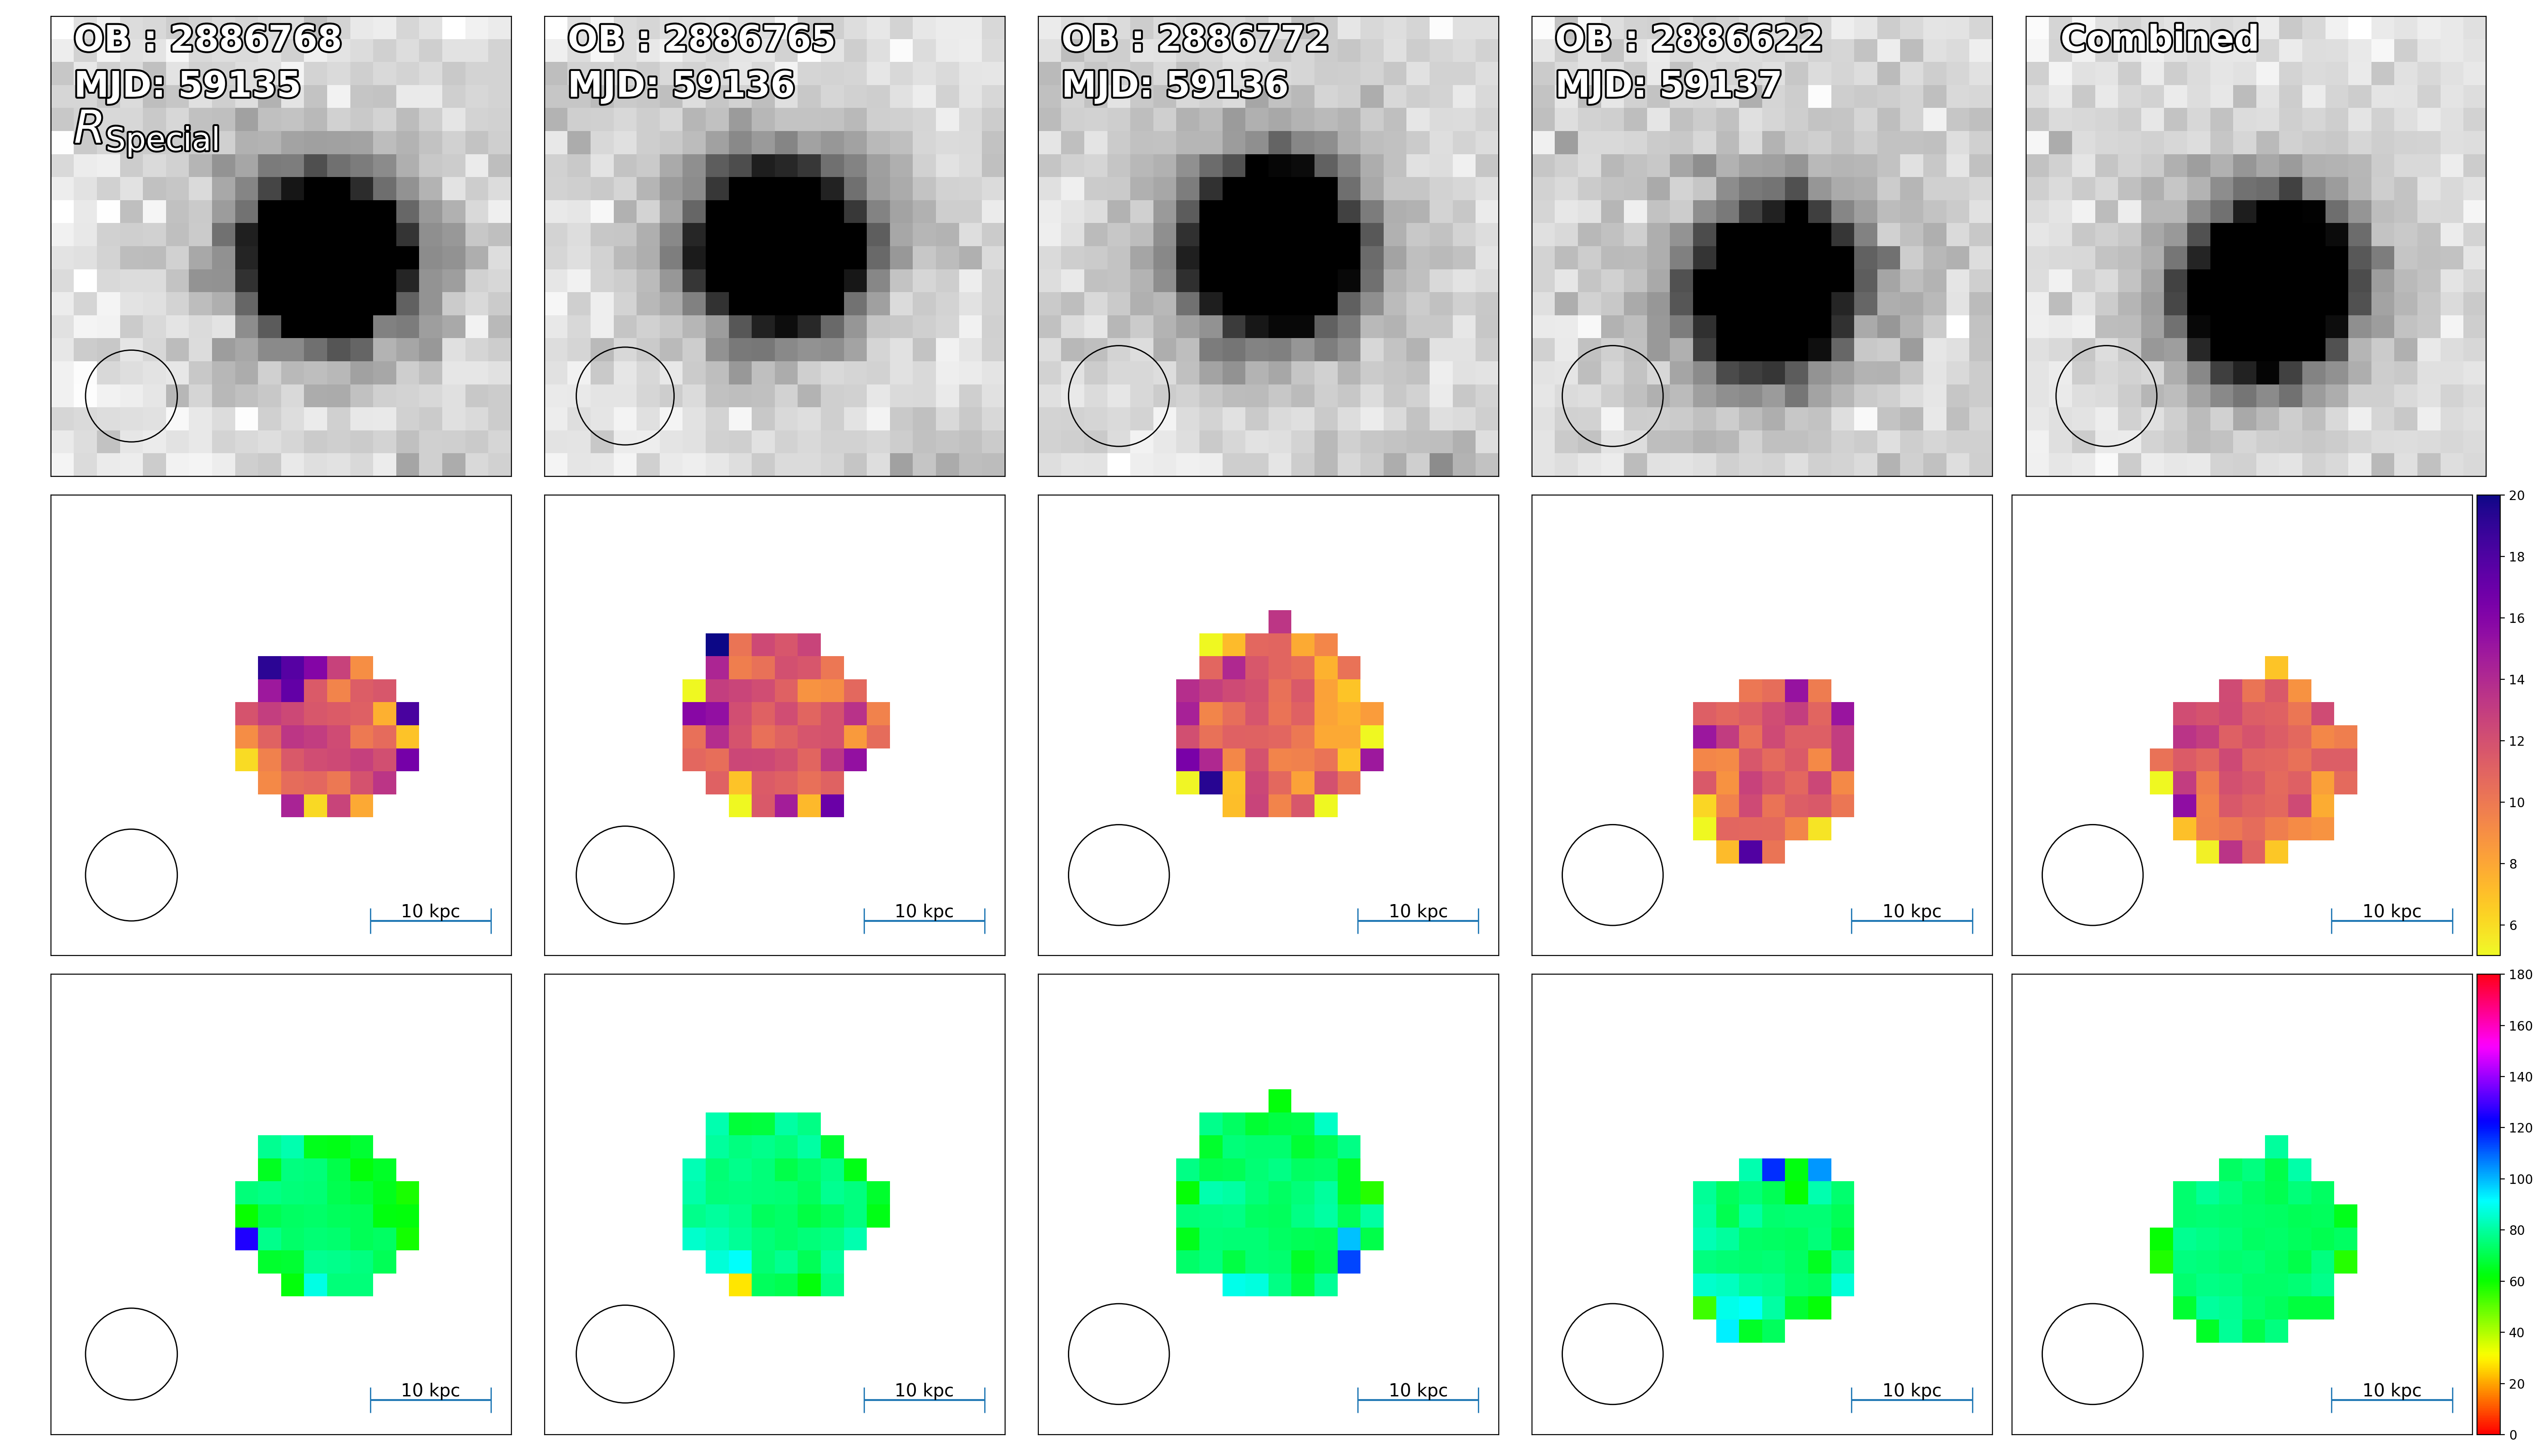 OB : 2886768
MJD: 59135
R Special
OB : 2886765
MJD: 59136
OB : 2886772
MJD: 59136
OB : 2886622
MJD: 59137
Combined
10 kpc
10 kpc
10 kpc
10 kpc
10 kpc
20
18
16
14
12
10
8
6
10 kpc
10 kpc
10 kpc
10 kpc
10 kpc
180
160
140
120
100
80
60
40
20
0